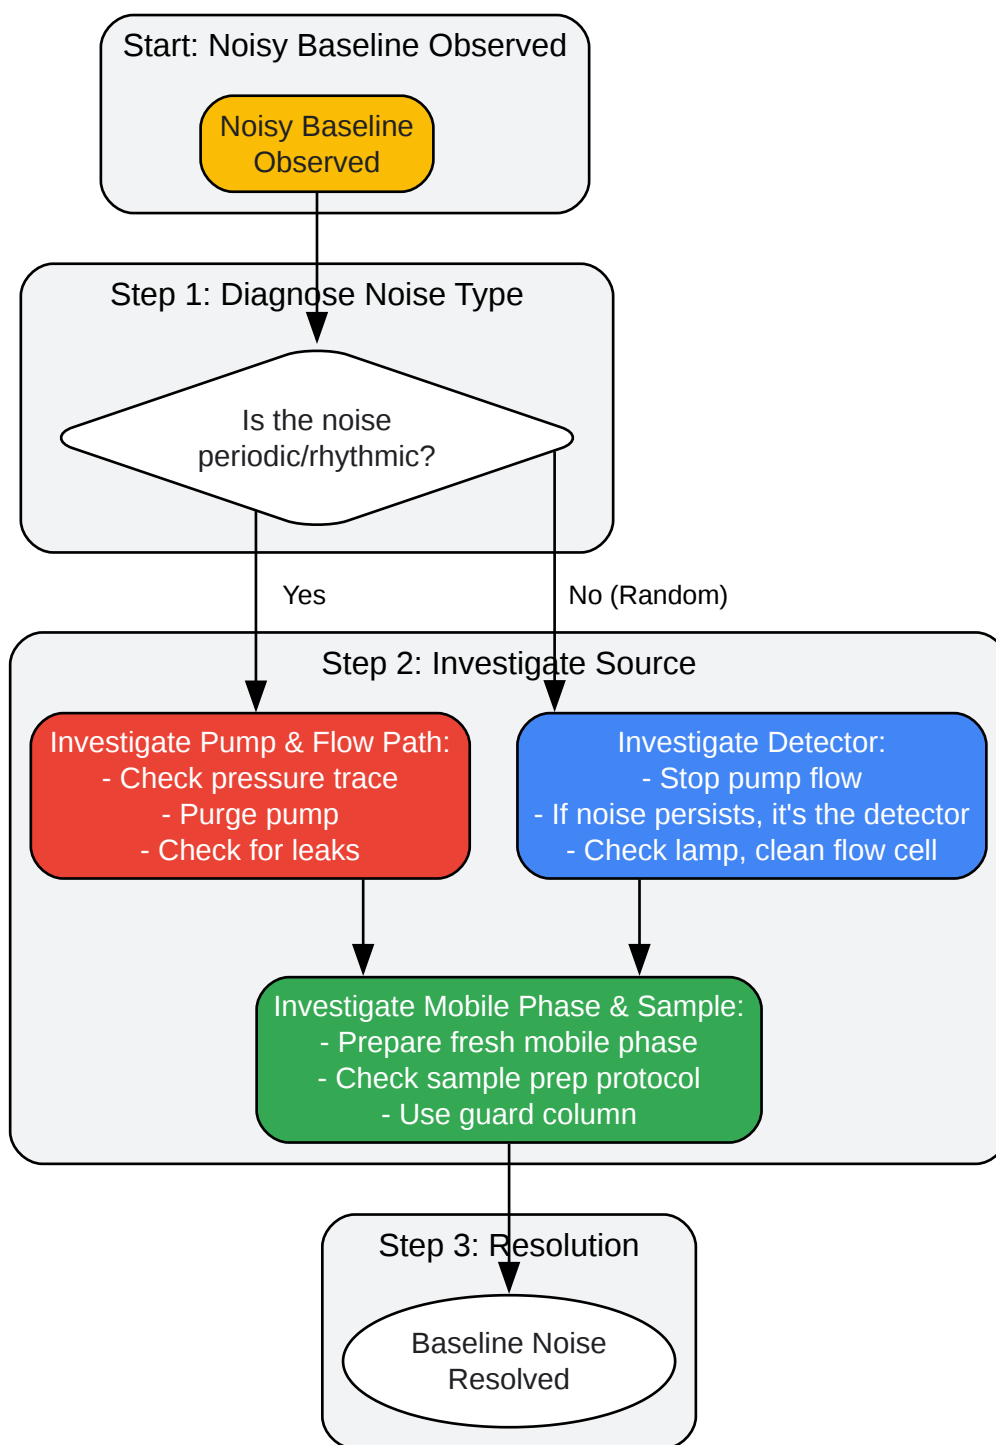 Start: Noisy Baseline Observed
Noisy Baseline
Observed
Step 1: Diagnose Noise Type
Is the noise
periodic/rhythmic?
Yes
No (Random)
Step 2: Investigate Source
Investigate Pump & Flow Path:
- Check pressure trace
- Purge pump
- Check for leaks
Investigate Detector:
- Stop pump flow
- If noise persists, it's the detector
- Check lamp, clean flow cell
Investigate Mobile Phase & Sample:
- Prepare fresh mobile phase
- Check sample prep protocol
- Use guard column
Step 3: Resolution
Baseline Noise
Resolved